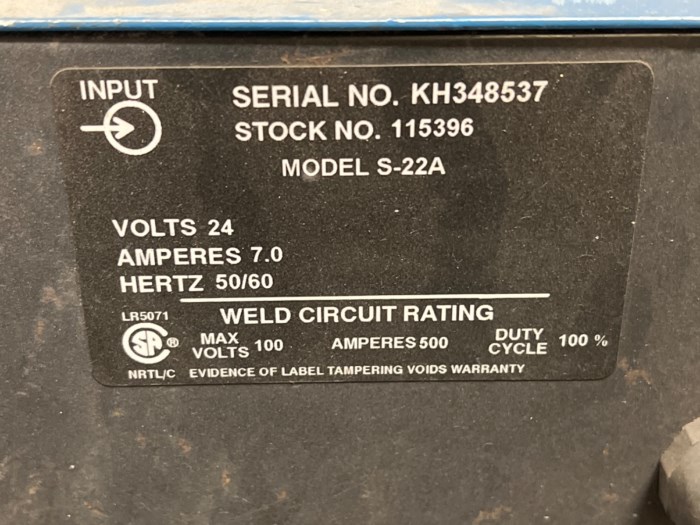 INPUT
SERIAL NO. KH348537
STOCK NO. 115396
MODEL S-22A
VOLTS 24
AMPERES 7.0
HERTZ 50/60
LR5071 WELD CIRCUIT RATING
SA ® MAX VOLTS 100 AMPERES 500 DUTY CYCLE 100 %
NRTL/C EVIDENCE OF LABEL TAMPERING VOIDS WARRANTY